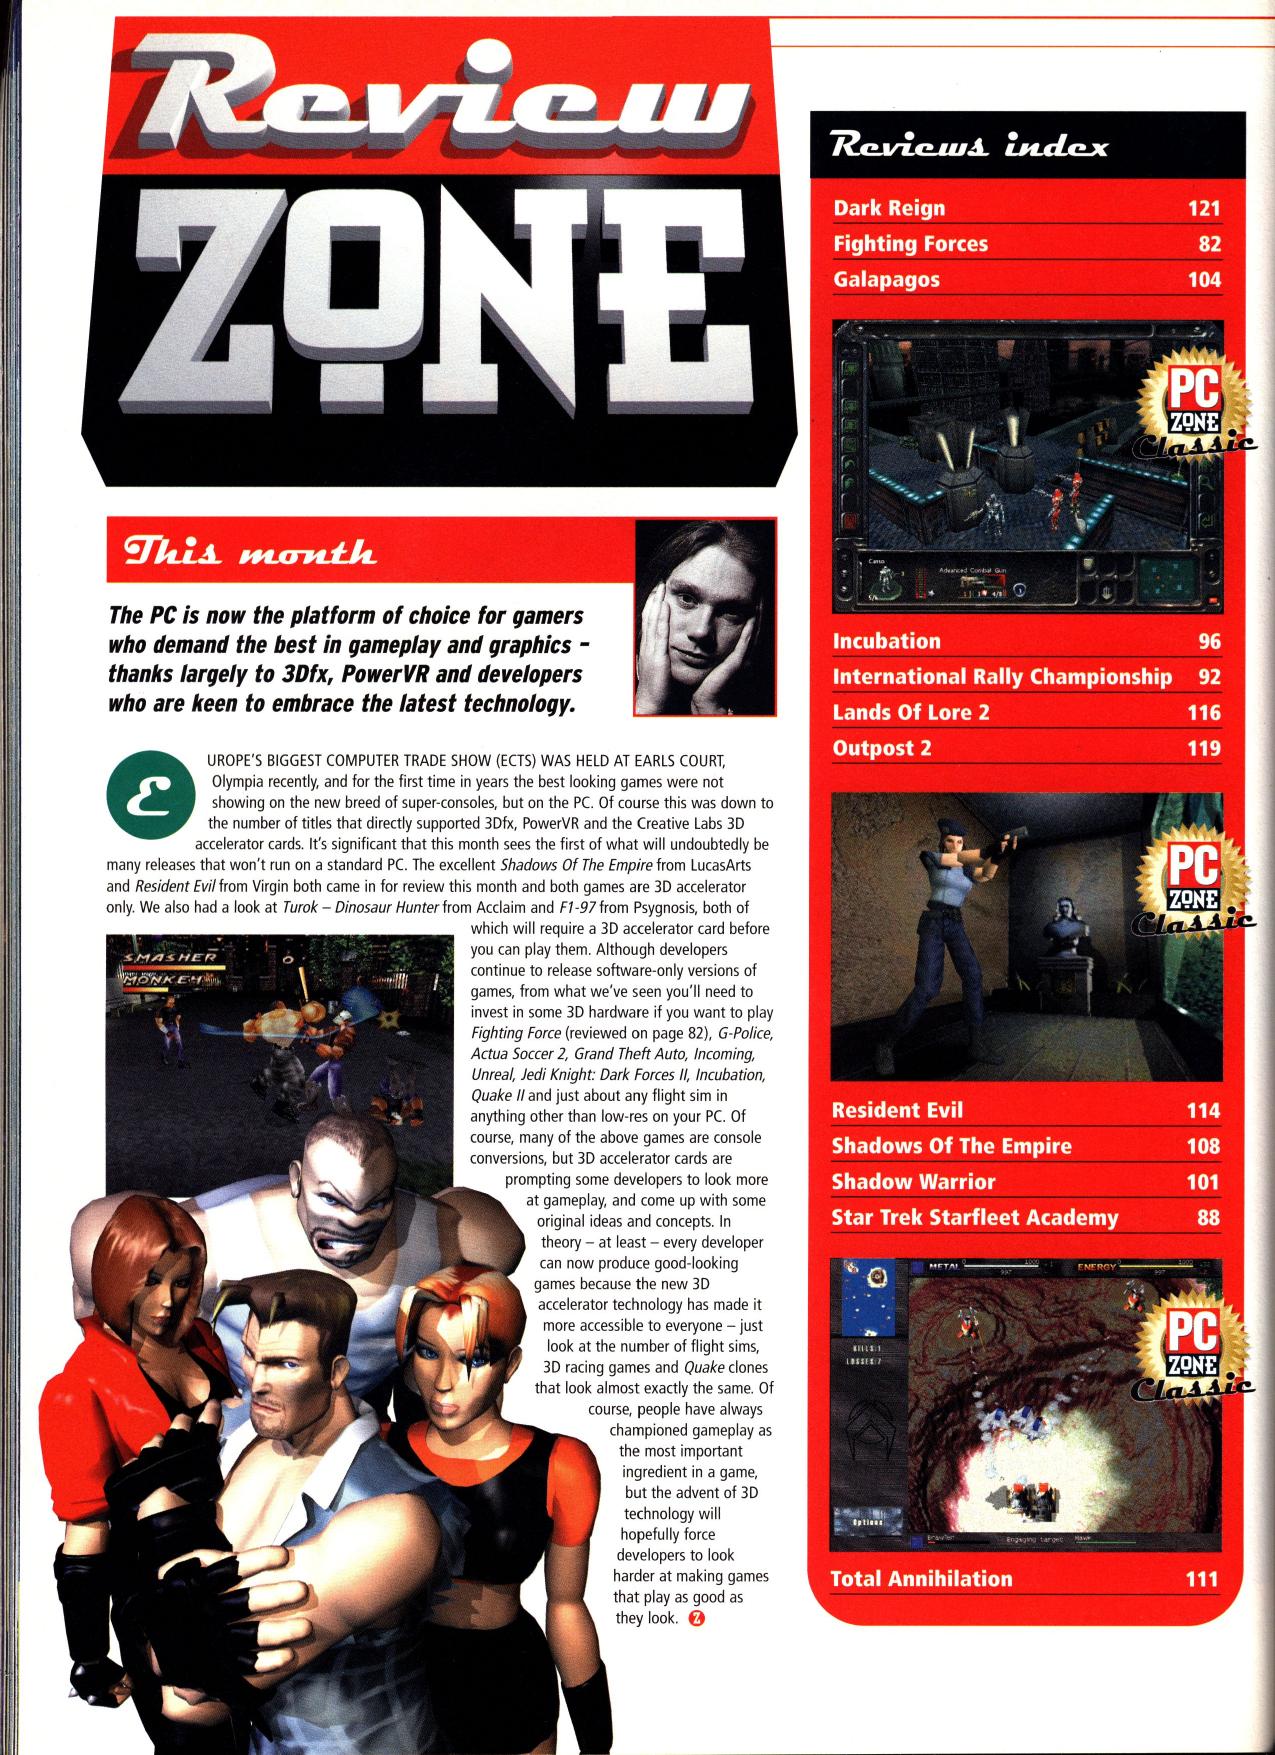 Review
ZONE
This month
The PC is now the platform of choice for gamers
who demand the best in gameplay and graphics –
thanks largely to 3Dfx, PowerVR and developers
who are keen to embrace the latest technology.
EUROPE'S BIGGEST COMPUTER TRADE SHOW (ECTS) WAS HELD AT EARLS COURT,
Olympia recently, and for the first time in years the best looking games were not
showing on the new breed of super-consoles, but on the PC. Of course this was down to
the number of titles that directly supported 3Dfx, PowerVR and the Creative Labs 3D
accelerator cards. It's significant that this month sees the first of what will undoubtedly be
many releases that won't run on a standard PC. The excellent Shadows Of The Empire from LucasArts
and Resident Evil from Virgin both came in for review this month and both games are 3D accelerator
only. We also had a look at Turok – Dinosaur Hunter from Acclaim and F1-97 from Psygnosis, both of
which will require a 3D accelerator card before
you can play them. Although developers
continue to release software-only versions of
games, from what we've seen you'll need to
invest in some 3D hardware if you want to play
Fighting Force (reviewed on page 82), G-Police,
Actua Soccer 2, Grand Theft Auto, Incoming,
Unreal, Jedi Knight: Dark Forces II, Incubation,
Quake II and just about any flight sim in
anything other than low-res on your PC. Of
course, many of the above games are console
conversions, but 3D accelerator cards are
prompting some developers to look more
at gameplay, and come up with some
original ideas and concepts. In
theory – at least – every developer
can now produce good-looking
games because the new 3D
accelerator technology has made it
more accessible to everyone – just
look at the number of flight sims,
3D racing games and Quake clones
that look almost exactly the same. Of
course, people have always
championed gameplay as
the most important
ingredient in a game,
but the advent of 3D
technology will
hopefully force
developers to look
harder at making games
that play as good as
they look. Z
SMASHER
0
MONKEY
Reviews index
Dark Reign 121
Fighting Forces 82
Galapagos 104
PC
ZONE
Classic
Canso
Advanced Combat Gun
Incubation 96
International Rally Championship 92
Lands Of Lore 2 116
Outpost 2 119
PC
ZONE
Classic
Resident Evil 114
Shadows Of The Empire 108
Shadow Warrior 101
Star Trek Starfleet Academy 88
METAL 0 1000
997
ENERGY 0 1000
997
KILLS:1
LOSSES:7
PC
ZONE
Classic
Options
Brawler Engaging target Hawk
Total Annihilation 111